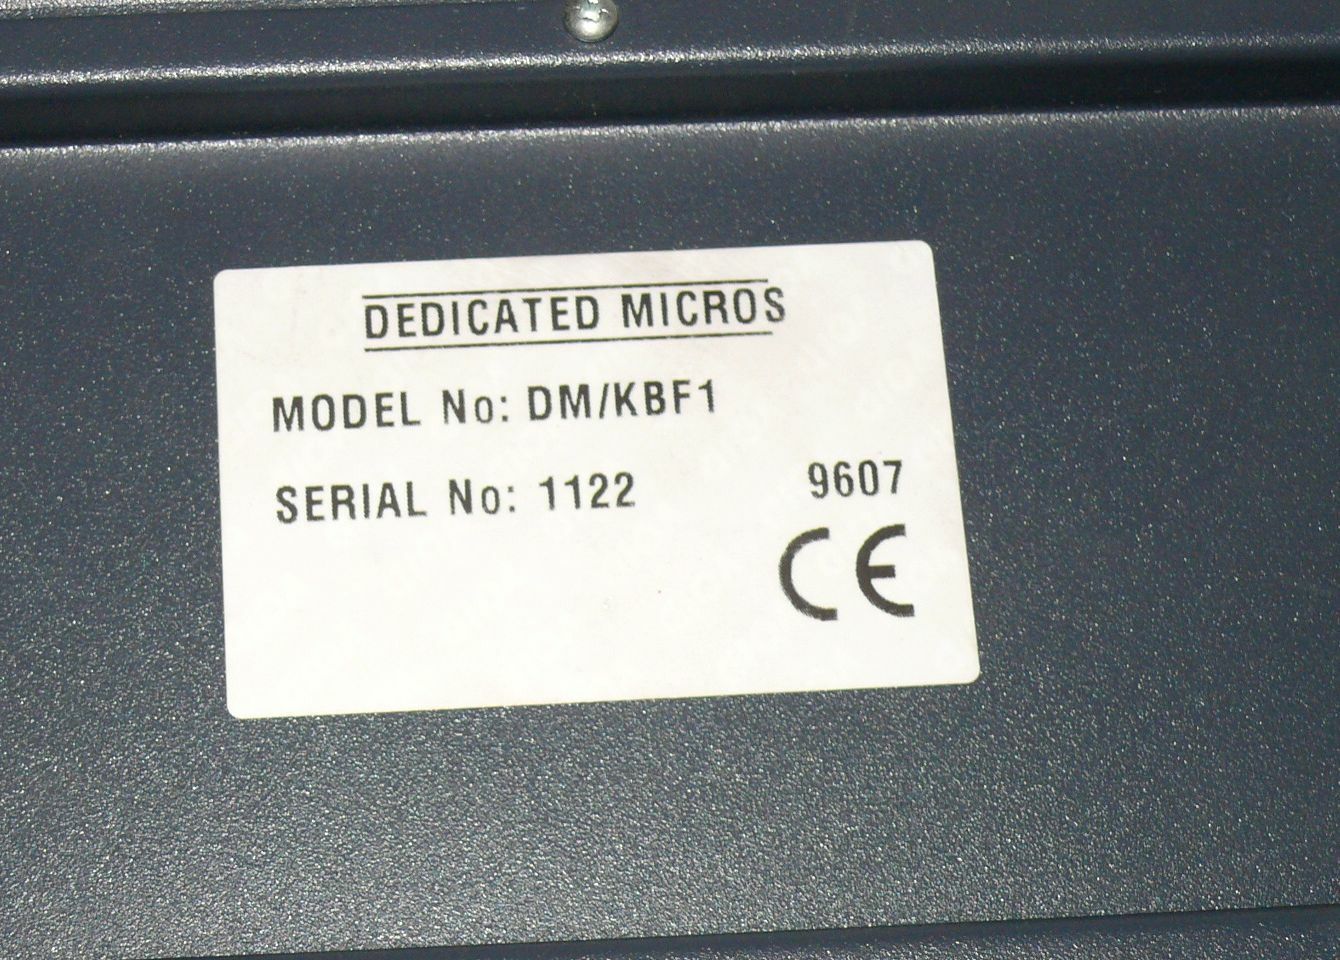 DEDICATED MICROS
MODEL No: DM/KBF1
SERIAL No: 1122 9607
CE